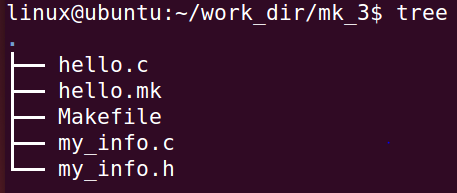 linux@ubuntu:~/work_dir/mk_3$ tree
.
├── hello.c
├── hello.mk
├── Makefile
├── my_info.c
└── my_info.h